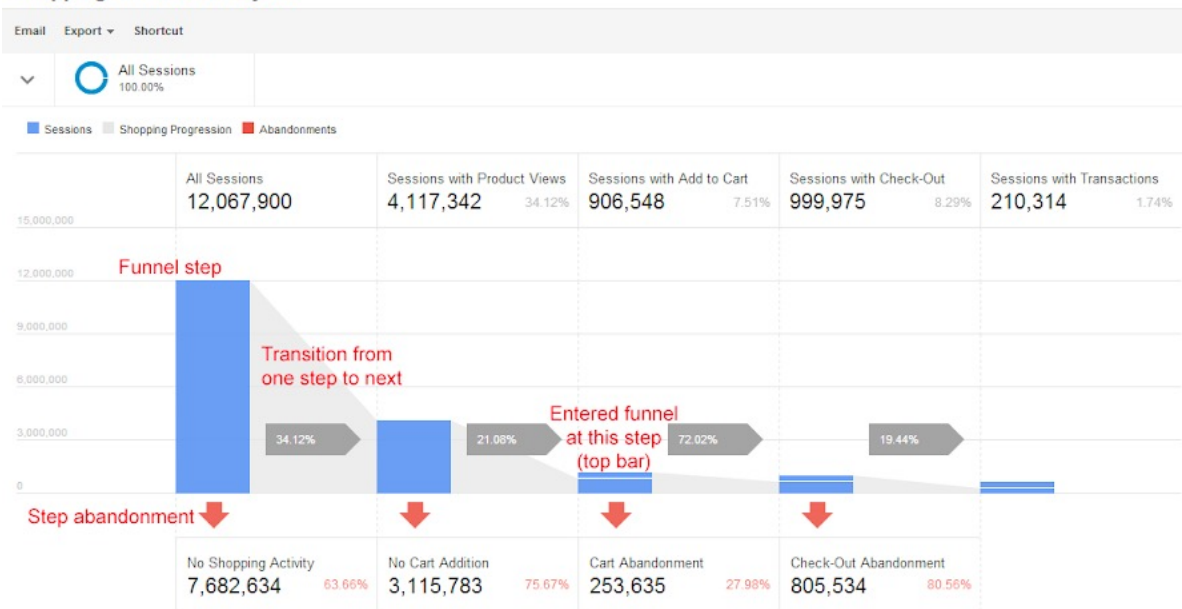 Email Export Shortcut
All Sessions
100.00%
Sessions Shopping Progression Abandonments
All Sessions
12,067,900
Sessions with Product Views
4,117,342 34.12%
Sessions with Add to Cart
906,548 7.51%
Sessions with Check-Out
999,975 8.29%
Sessions with Transactions
210,314 1.74%
15,000,000
12,000,000
9,000,000
6,000,000
3,000,000
0
Funnel step
Transition from
one step to next
Entered funnel
at this step
(top bar)
34.12%
21.08%
72.02%
19.44%
Step abandonment
No Shopping Activity
7,682,634 63.66%
No Cart Addition
3,115,783 75.67%
Cart Abandonment
253,635 27.98%
Check-Out Abandonment
805,534 80.56%